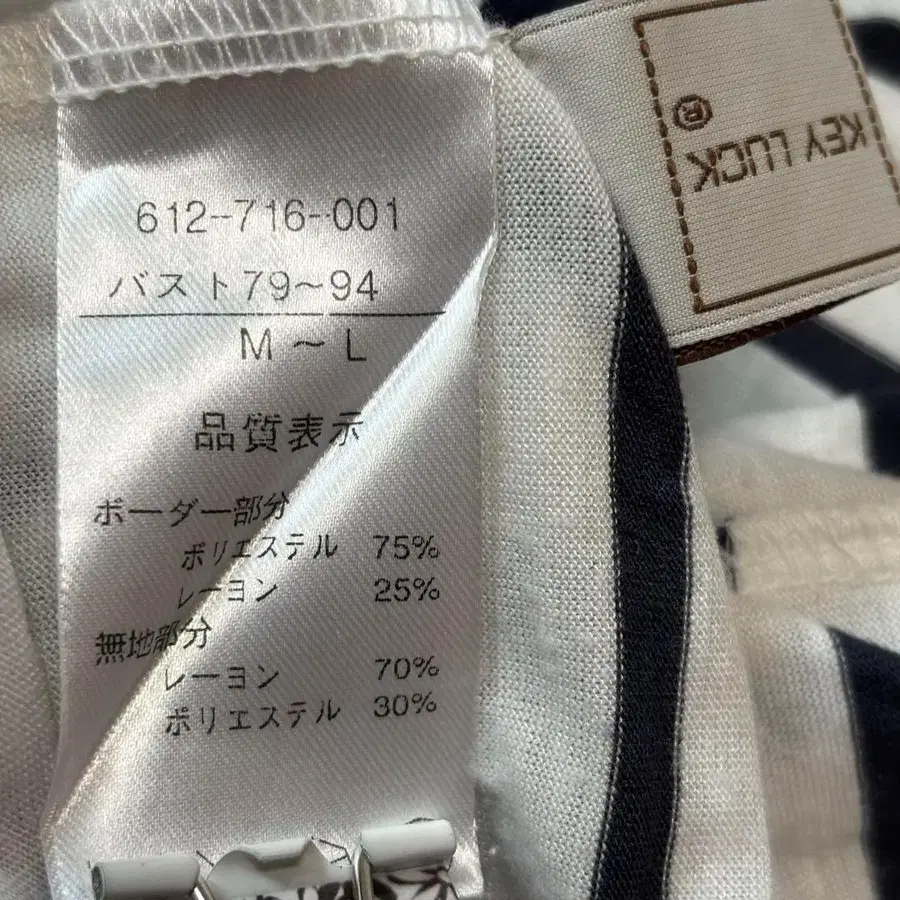 612-716-001
バスト79〜94
M 〜 L
品質表示
ボーダー部分
ポリエステル 75%
レーヨン 25%
無地部分
レーヨン 70%
ポリエステル 30%
KEY LUCK
®